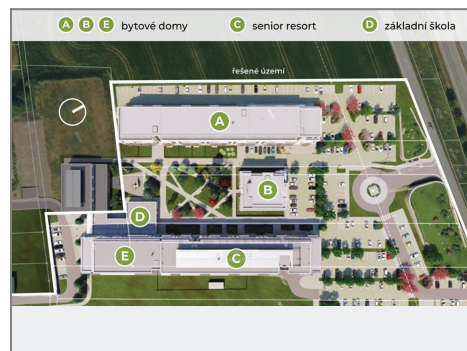 A B E bytové domy C senior resort D základní škola
řešené území
A
B
D
E C